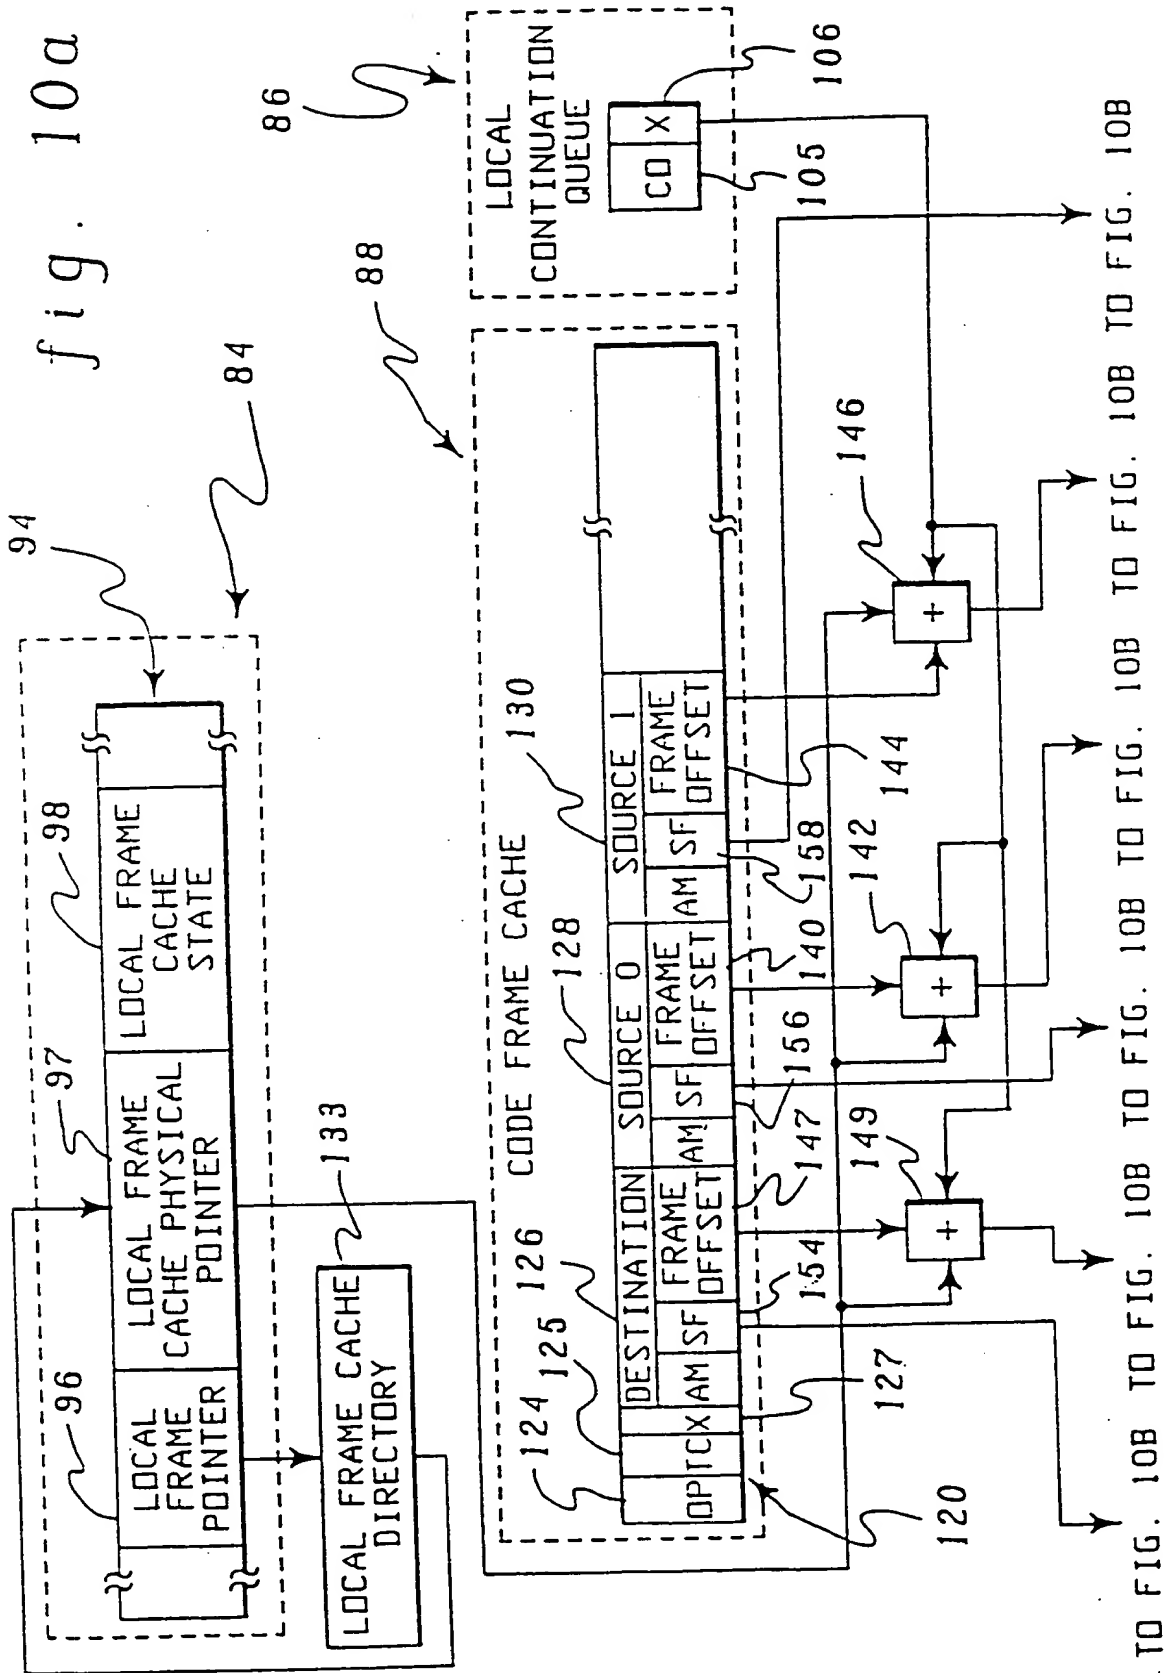 fig. 10a
94
84
96
97
98
LOCAL
FRAME
POINTER
LOCAL FRAME
CACHE PHYSICAL
POINTER
LOCAL FRAME
CACHE
STATE
133
LOCAL FRAME CACHE
DIRECTORY
88
86
CODE FRAME CACHE
LOCAL
CONTINUATION
QUEUE
CO
X
105
106
124
125
126
128
130
OP
TC
X
DESTINATION
AM
SF
FRAME
OFFSET
SOURCE 0
AM
SF
FRAME
OFFSET
SOURCE 1
AM
SF
FRAME
OFFSET
120
127
154
147
156
140
158
144
149
+
142
+
146
+
TO FIG. 10B
TO FIG. 10B
TO FIG. 10B
TO FIG. 10B
TO FIG. 10B
TO FIG. 10B